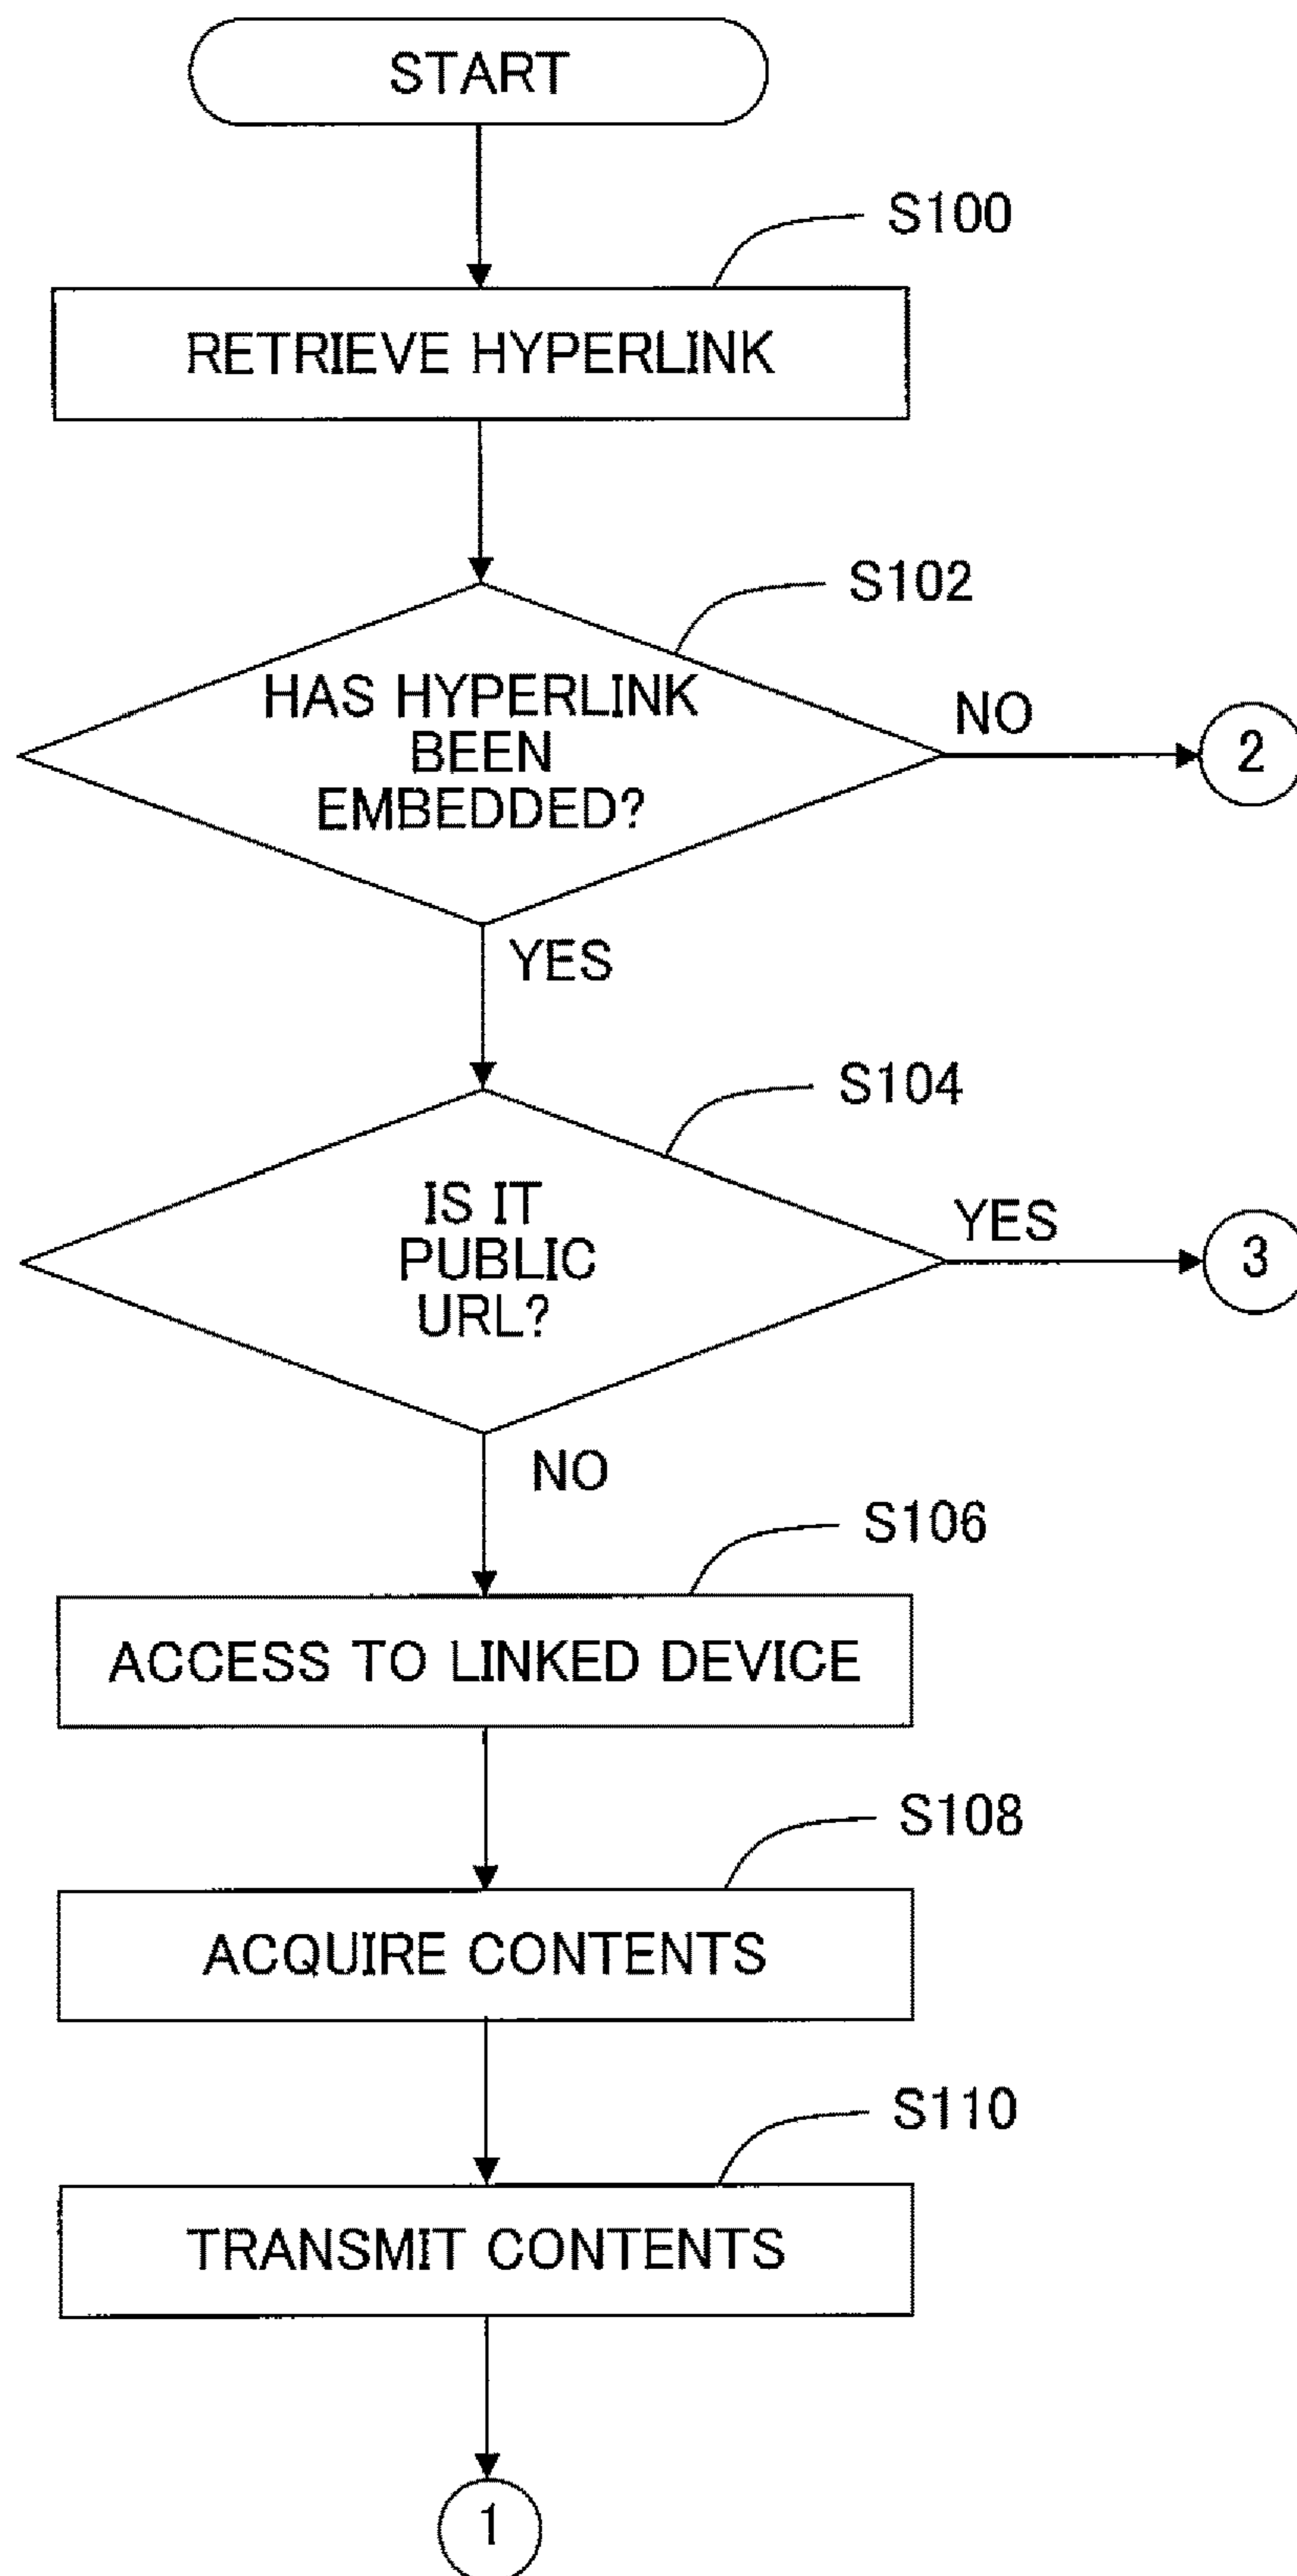 START
S100
RETRIEVE HYPERLINK
S102
HAS HYPERLINK
BEEN
EMBEDDED?
NO
2
YES
S104
IS IT
PUBLIC
URL?
YES
3
NO
S106
ACCESS TO LINKED DEVICE
S108
ACQUIRE CONTENTS
S110
TRANSMIT CONTENTS
1